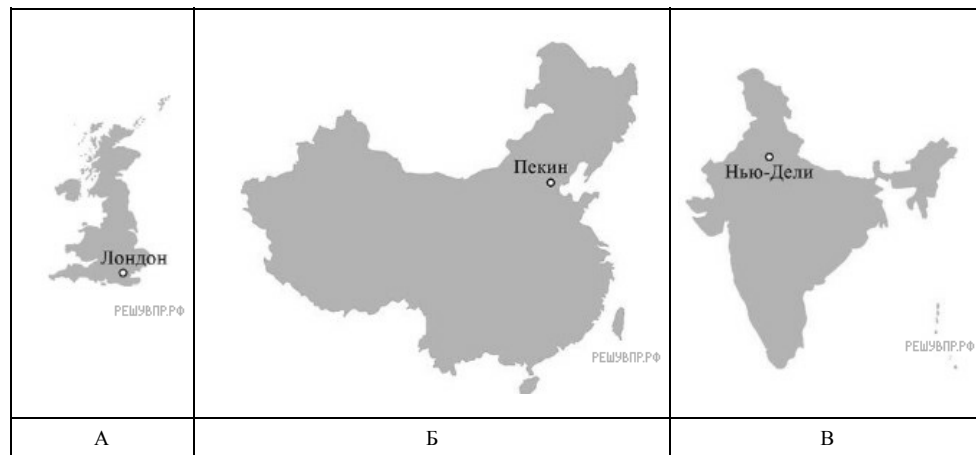 Лондон
РЕШУВПР.РФ
Пекин
РЕШУВПР.РФ
Нью-Дели
РЕШУВПР.РФ
А
Б
В